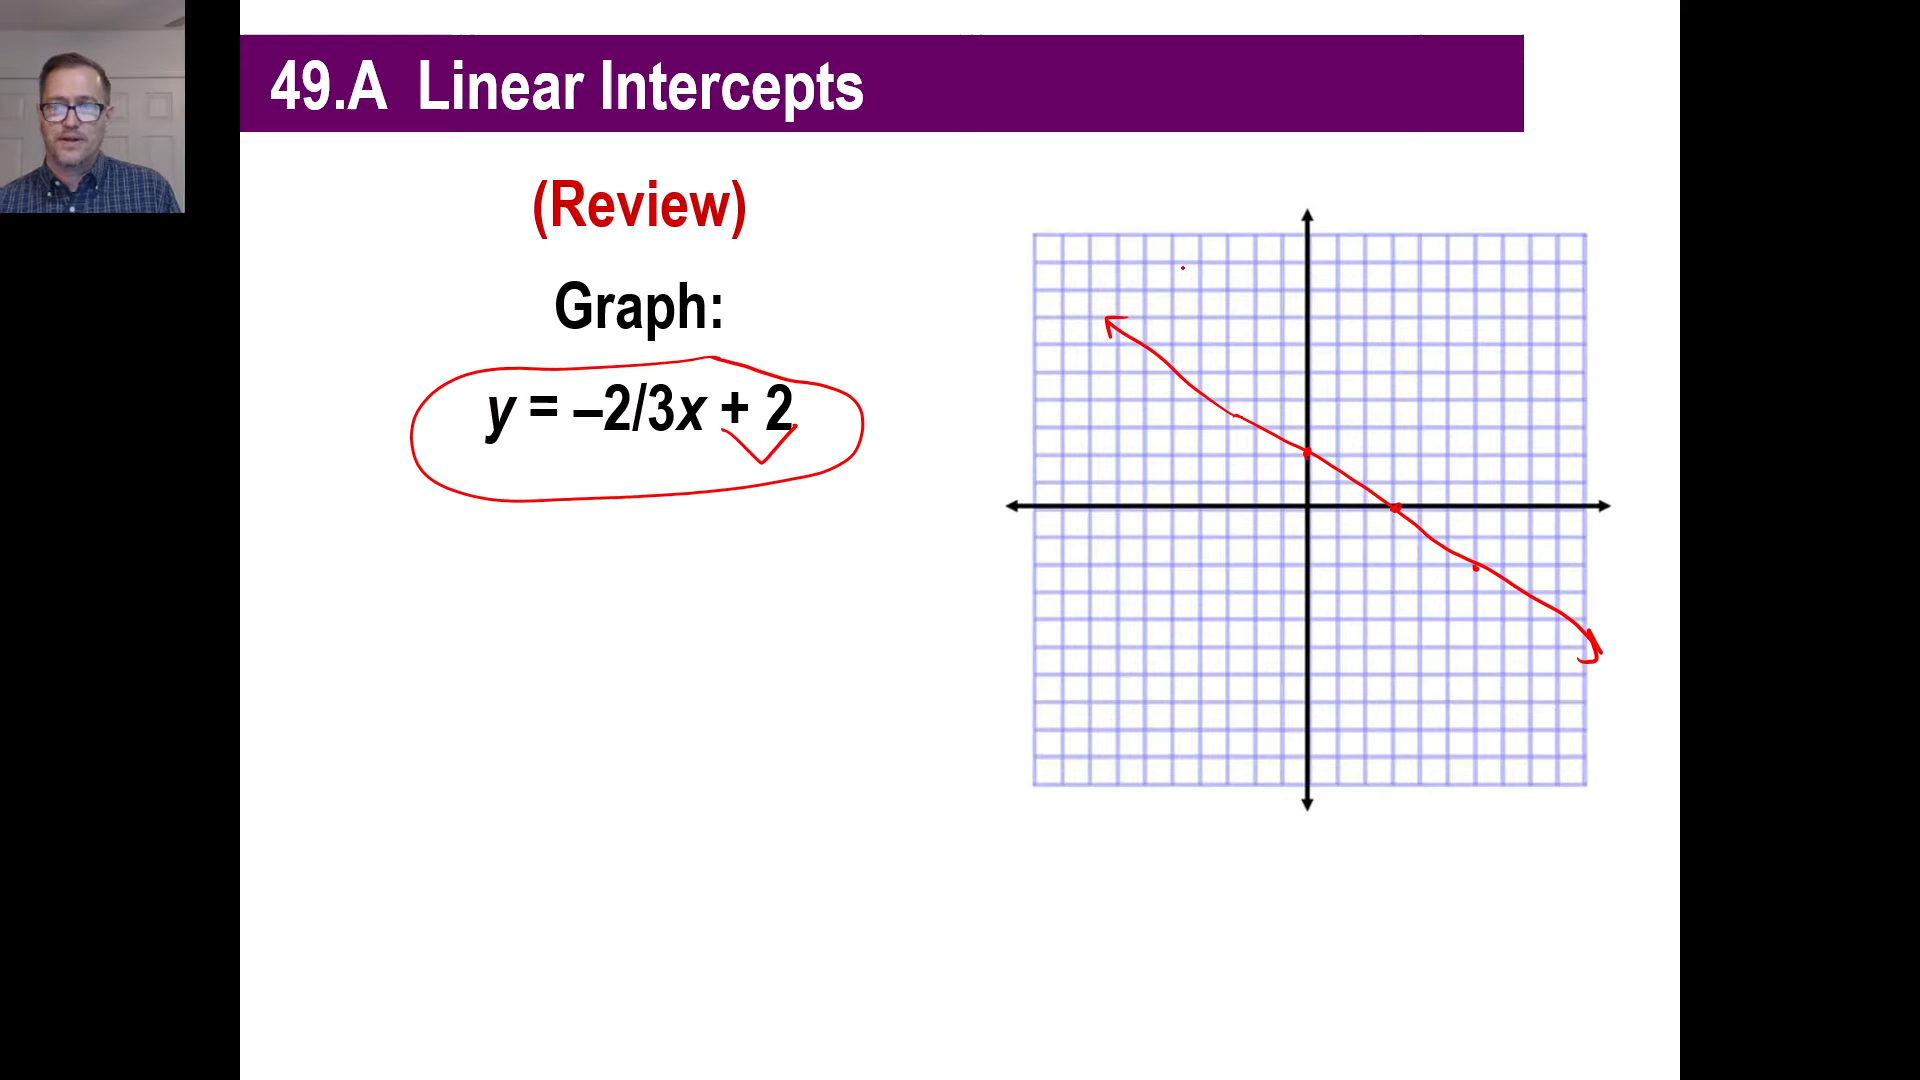 49.A Linear Intercepts
(Review)
Graph:
y = –2/3x + 2